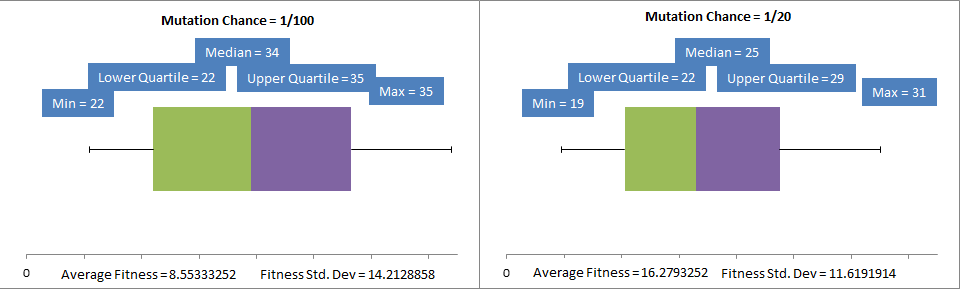 Mutation Chance = 1/100
Median = 34
Lower Quartile = 22
Upper Quartile = 35
Min = 22
Max = 35
0
Average Fitness = 8.55333252
Fitness Std. Dev = 14.2128858
Mutation Chance = 1/20
Median = 25
Lower Quartile = 22
Upper Quartile = 29
Min = 19
Max = 31
0
Average Fitness = 16.2793252
Fitness Std. Dev = 11.6191914